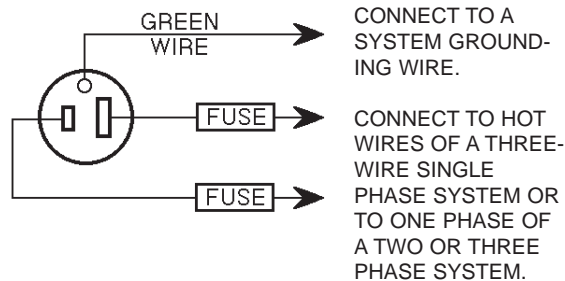 GREEN
WIRE
CONNECT TO A
SYSTEM GROUND-
ING WIRE.
FUSE
FUSE
CONNECT TO HOT
WIRES OF A THREE-
WIRE SINGLE
PHASE SYSTEM OR
TO ONE PHASE OF
A TWO OR THREE
PHASE SYSTEM.